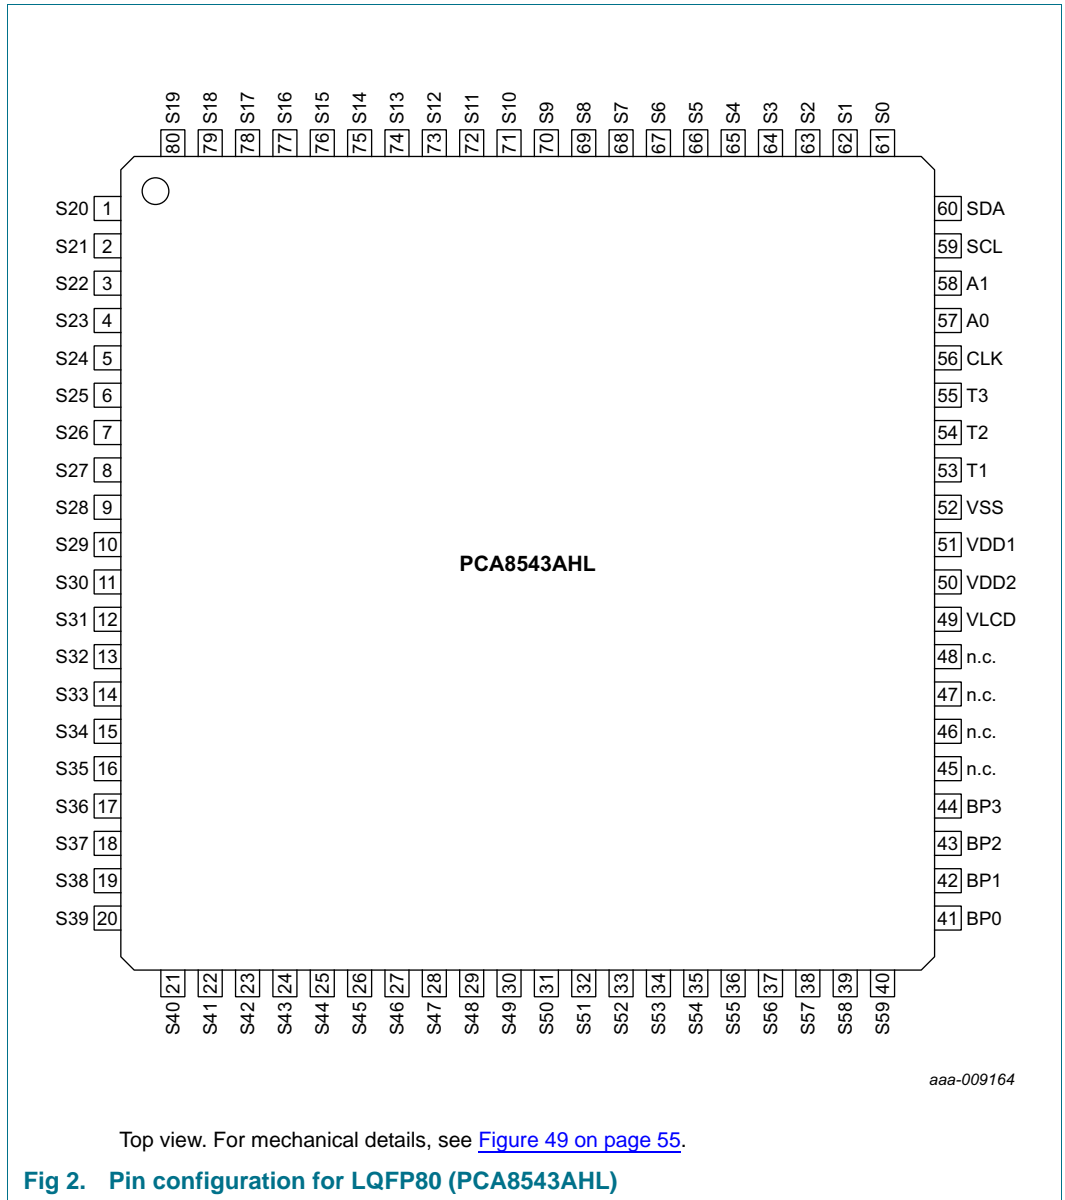 S19 S18 S17 S16 S15 S14 S13 S12 S11 S10 S9 S8 S7 S6 S5 S4 S3 S2 S1 S0
80 79 78 77 76 75 74 73 72 71 70 69 68 67 66 65 64 63 62 61
S20 1 60 SDA
S21 2 59 SCL
S22 3 58 A1
S23 4 57 A0
S24 5 56 CLK
S25 6 55 T3
S26 7 54 T2
S27 8 53 T1
S28 9 52 VSS
S29 10 51 VDD1
PCA8543AHL
S30 11 50 VDD2
S31 12 49 VLCD
S32 13 48 n.c.
S33 14 47 n.c.
S34 15 46 n.c.
S35 16 45 n.c.
S36 17 44 BP3
S37 18 43 BP2
S38 19 42 BP1
S39 20 41 BP0
21 22 23 24 25 26 27 28 29 30 31 32 33 34 35 36 37 38 39 40
S40 S41 S42 S43 S44 S45 S46 S47 S48 S49 S50 S51 S52 S53 S54 S55 S56 S57 S58 S59
aaa-009164
Top view. For mechanical details, see Figure 49 on page 55.
Fig 2. Pin configuration for LQFP80 (PCA8543AHL)